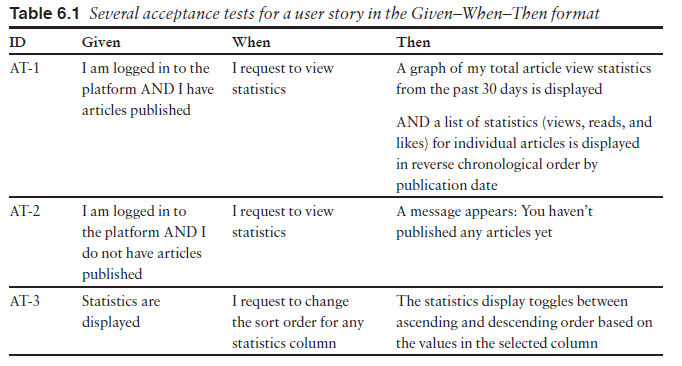 Table 6.1 Several acceptance tests for a user story in the Given–When–Then format
ID Given When Then
AT-1 I am logged in to the I request to view A graph of my total article view statistics
platform AND I have statistics from the past 30 days is displayed
articles published
AND a list of statistics (views, reads, and
likes) for individual articles is displayed
in reverse chronological order by
publication date
AT-2 I am logged in to I request to view A message appears: You haven’t
the platform AND I statistics published any articles yet
do not have articles
published
AT-3 Statistics are I request to change The statistics display toggles between
displayed the sort order for any ascending and descending order based on
statistics column the values in the selected column